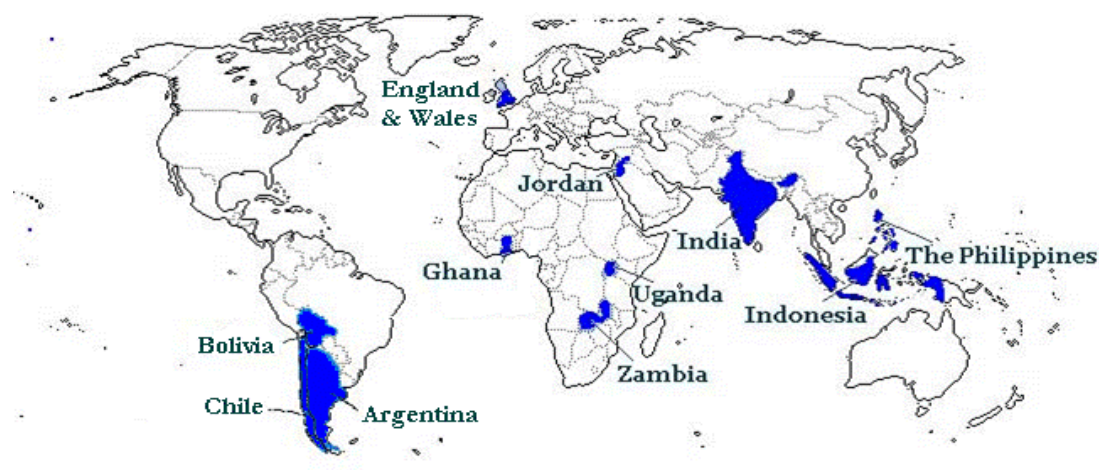 England
& Wales
Jordan
India
The Philippines
Ghana
Uganda
Indonesia
Bolivia
Zambia
Chile
Argentina